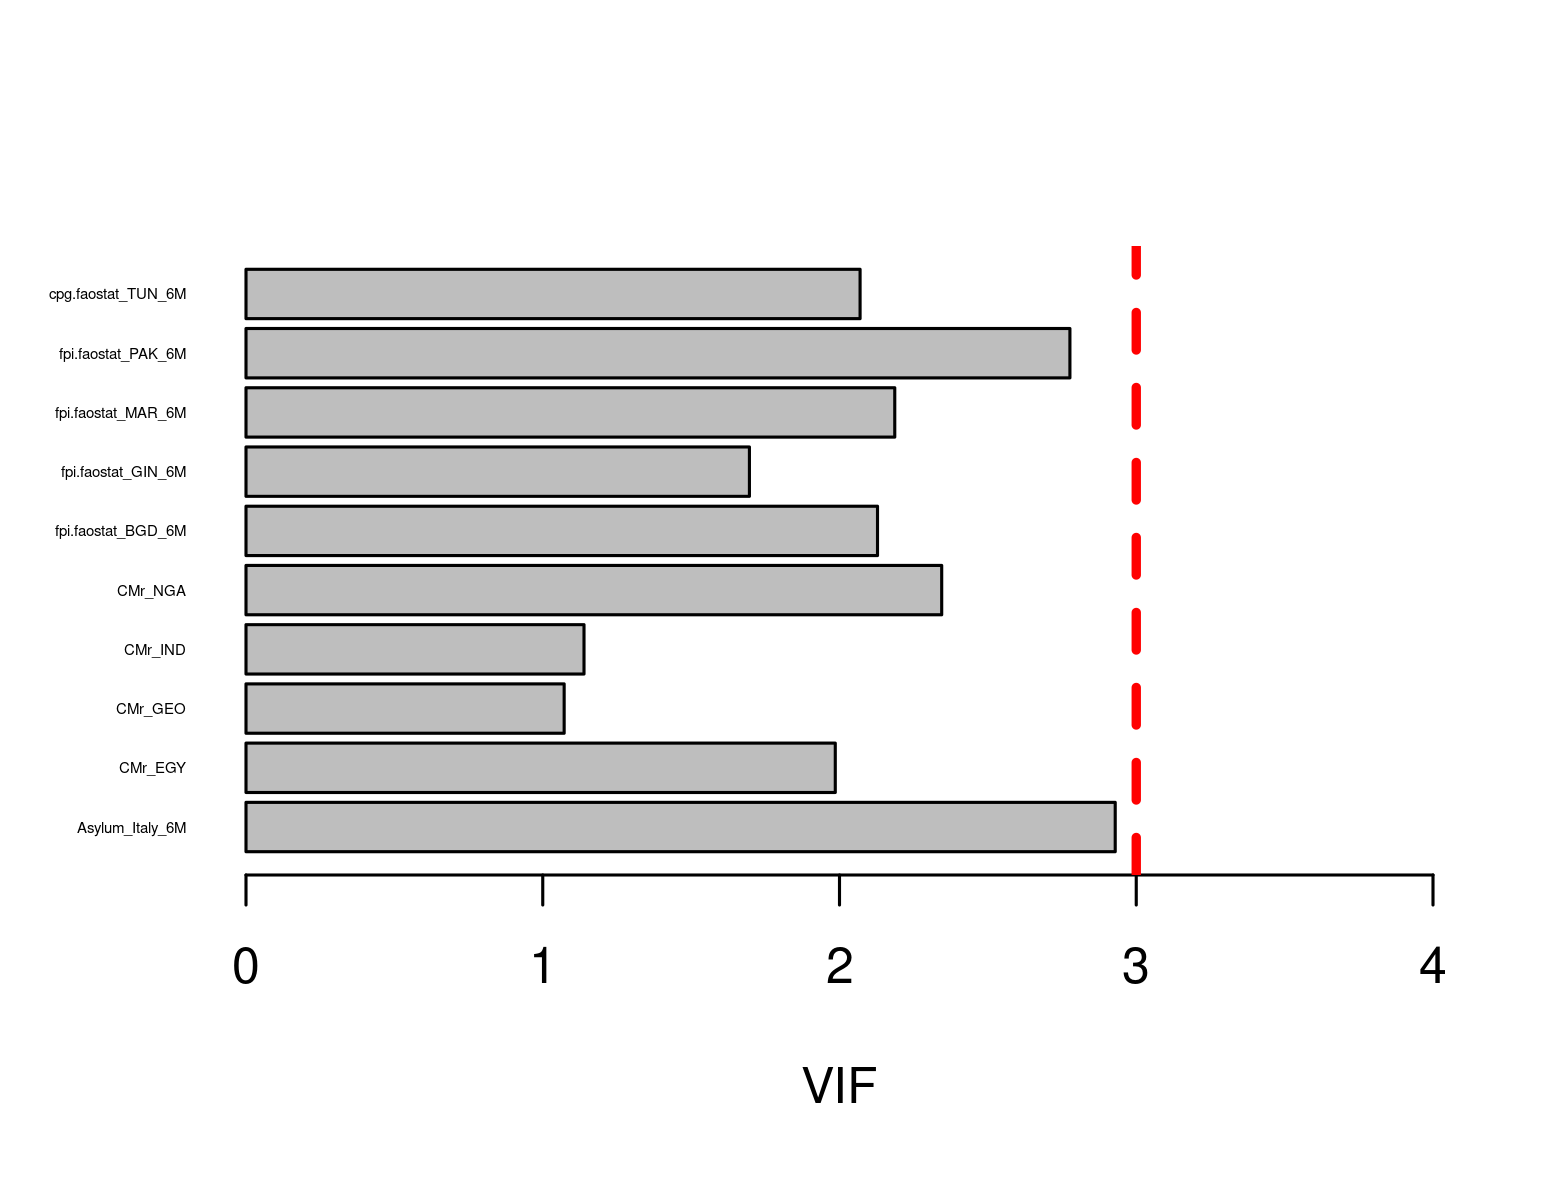 cpg.faostat_TUN_6M
fpi.faostat_PAK_6M
fpi.faostat_MAR_6M
fpi.faostat_GIN_6M
fpi.faostat_BGD_6M
CMr_NGA
CMr_IND
CMr_GEO
CMr_EGY
Asylum_Italy_6M
0 1 2 3 4
VIF